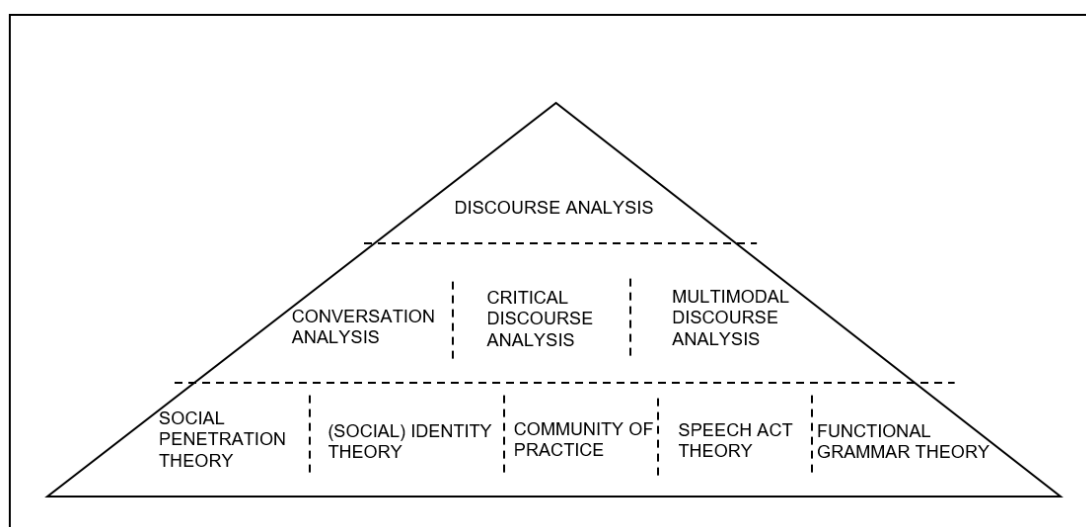 DISCOURSE ANALYSIS
CONVERSATION
ANALYSIS
CRITICAL
DISCOURSE
ANALYSIS
MULTIMODAL
DISCOURSE
ANALYSIS
SOCIAL
PENETRATION
THEORY
(SOCIAL) IDENTITY
THEORY
COMMUNITY OF
PRACTICE
SPEECH ACT
THEORY
FUNCTIONAL
GRAMMAR THEORY